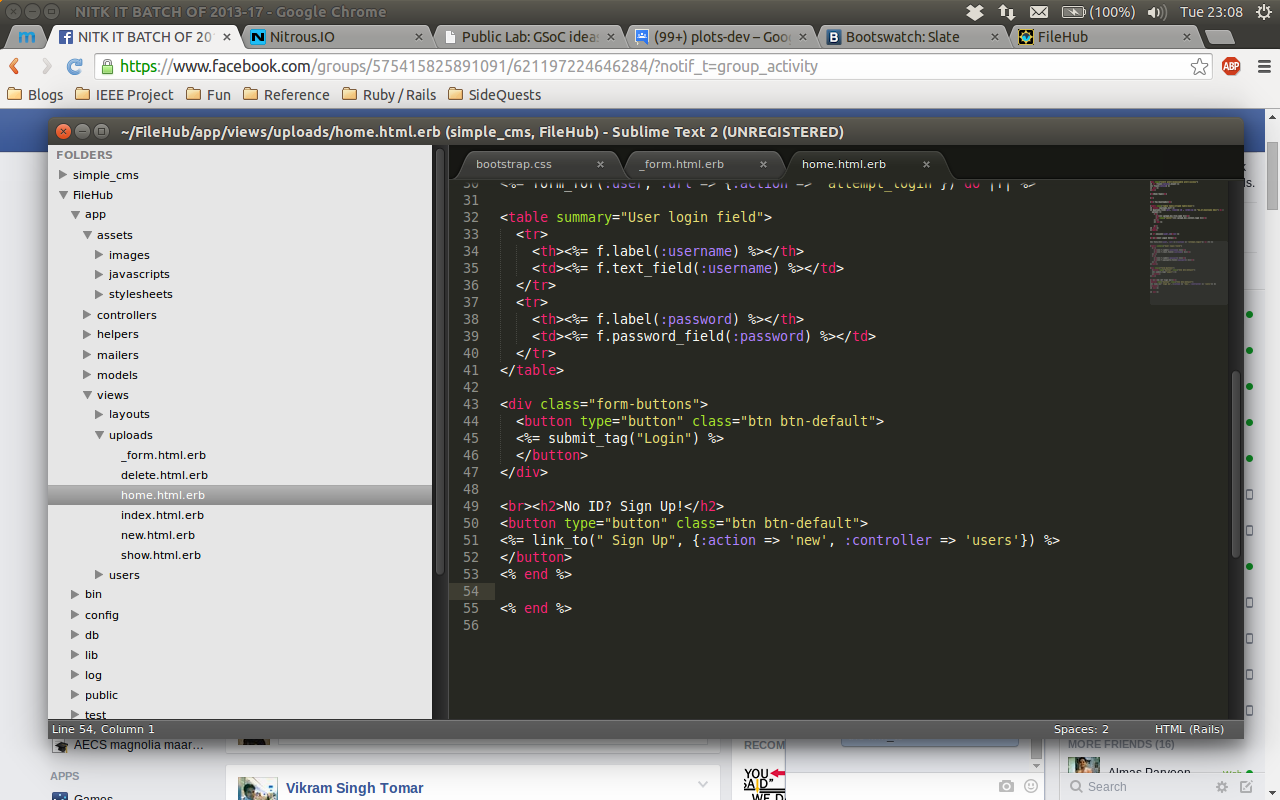 NITK IT BATCH OF 2013-17 - Google Chrome
(100%) Tue 23:08
NITK IT BATCH OF 201 Nitrous.IO Public Lab: GSoC ideas (99+) plots-dev – Goo Bootswatch: Slate FileHub
https://www.facebook.com/groups/575415825891091/621197224646284/?notif_t=group_activity
ABP
Blogs IEEE Project Fun Reference Ruby / Rails SideQuests
~/FileHub/app/views/uploads/home.html.erb (simple_cms, FileHub) - Sublime Text 2 (UNREGISTERED)
FOLDERS
simple_cms
FileHub
app
assets
images
javascripts
stylesheets
controllers
helpers
mailers
models
views
layouts
uploads
_form.html.erb
delete.html.erb
home.html.erb
index.html.erb
new.html.erb
show.html.erb
users
bin
config
db
lib
log
public
test
bootstrap.css _form.html.erb home.html.erb
30 <%= form_for(:user, :url => {:action => 'attempt_login'}) do |f| %>
31
32 <table summary="User login field">
33 <tr>
34 <th><%= f.label(:username) %></th>
35 <td><%= f.text_field(:username) %></td>
36 </tr>
37 <tr>
38 <th><%= f.label(:password) %></th>
39 <td><%= f.password_field(:password) %></td>
40 </tr>
41 </table>
42
43 <div class="form-buttons">
44 <button type="button" class="btn btn-default">
45 <%= submit_tag("Login") %>
46 </button>
47 </div>
48
49 <br><h2>No ID? Sign Up!</h2>
50 <button type="button" class="btn btn-default">
51 <%= link_to(" Sign Up", {:action => 'new', :controller => 'users'}) %>
52 </button>
53 <% end %>
54
55 <% end %>
56
Line 54, Column 1 Spaces: 2 HTML (Rails)
AECS magnolia maar...
APPS
Games
Vikram Singh Tomar
RECOM
YOU
SAID"
MORE FRIENDS (16)
Almas Parveen
Web
Search